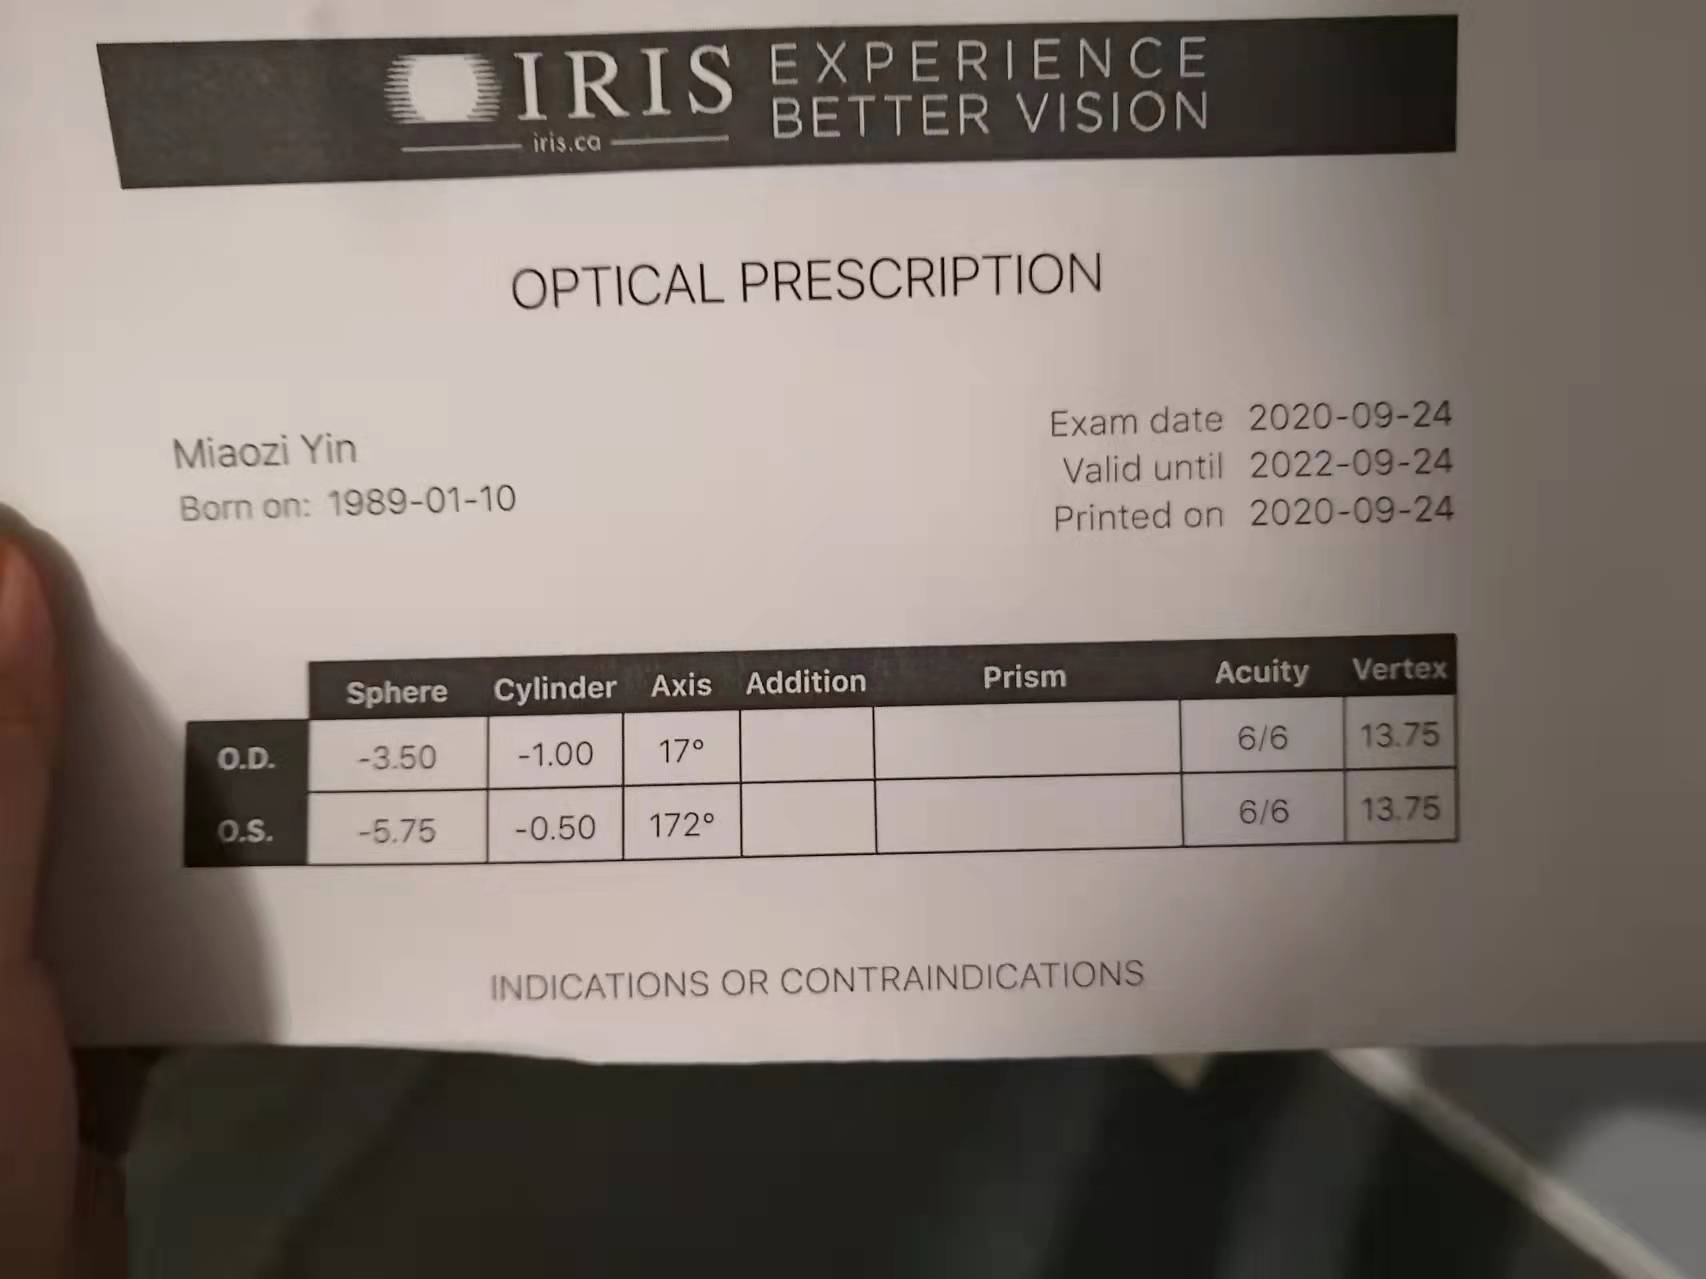 IRIS EXPERIENCE
BETTER VISION
iris.ca
OPTICAL PRESCRIPTION
Miaozi Yin
Born on: 1989-01-10
Exam date 2020-09-24
Valid until 2022-09-24
Printed on 2020-09-24
Sphere Cylinder Axis Addition Prism Acuity Vertex
O.D. -3.50 -1.00 17° 6/6 13.75
O.S. -5.75 -0.50 172° 6/6 13.75
INDICATIONS OR CONTRAINDICATIONS